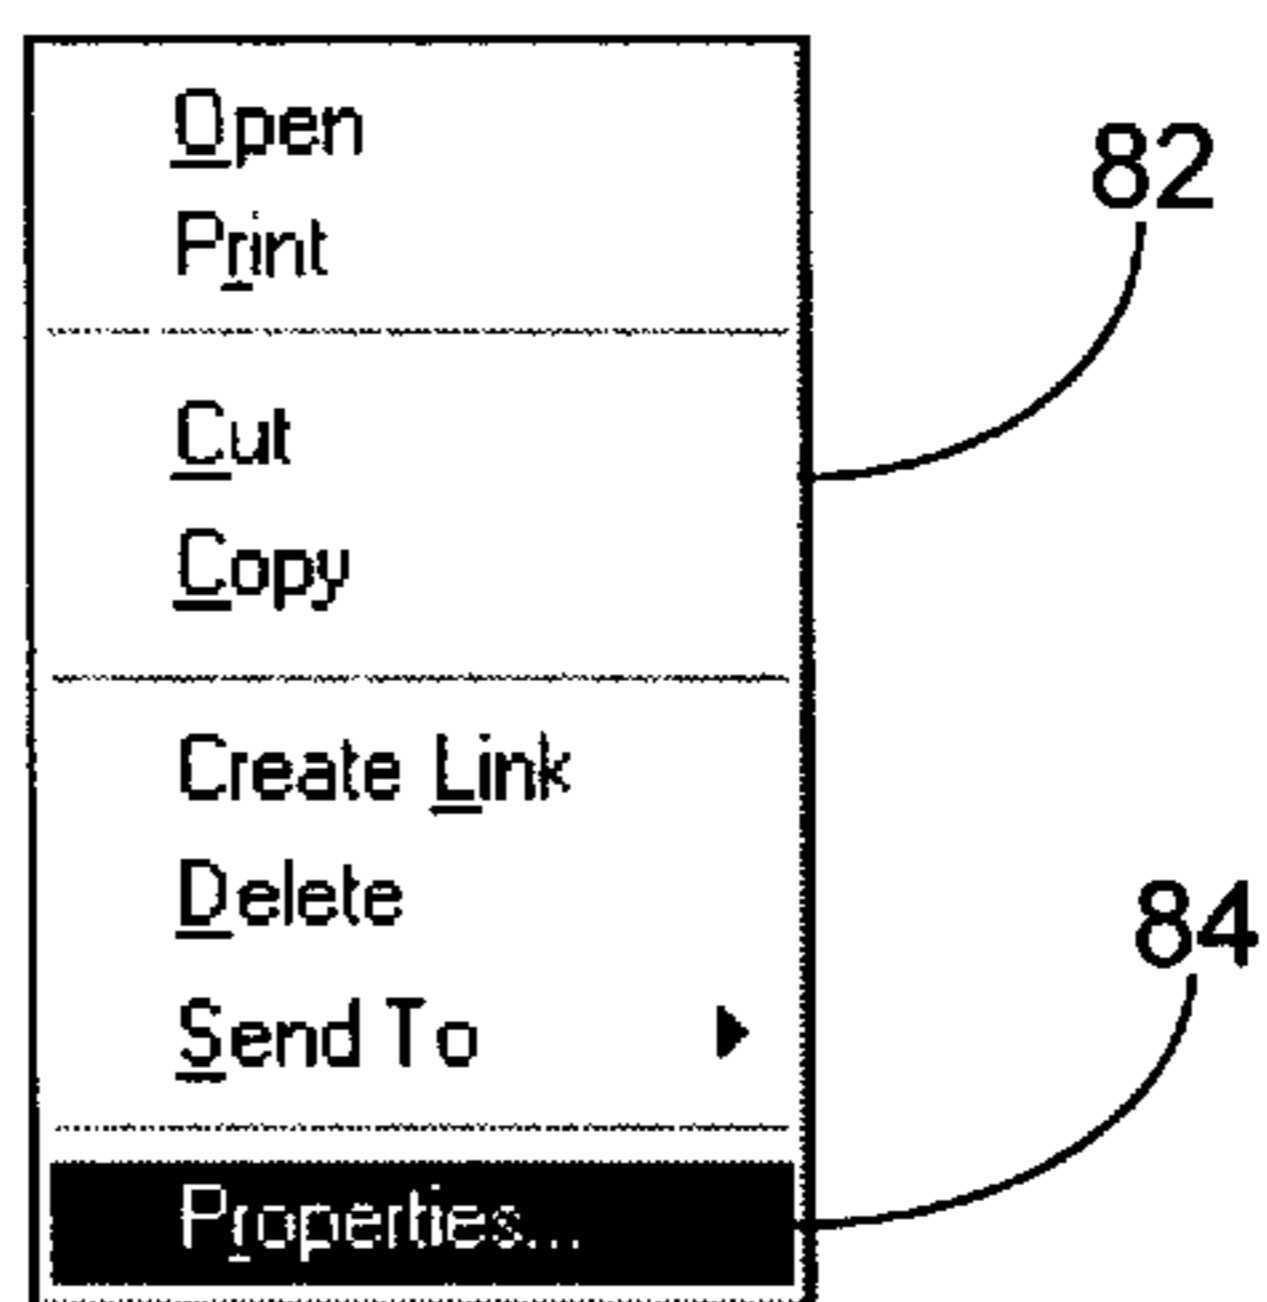 Open
82
Print
Cut
Copy
Create Link
Delete
84
Send To
Properties...